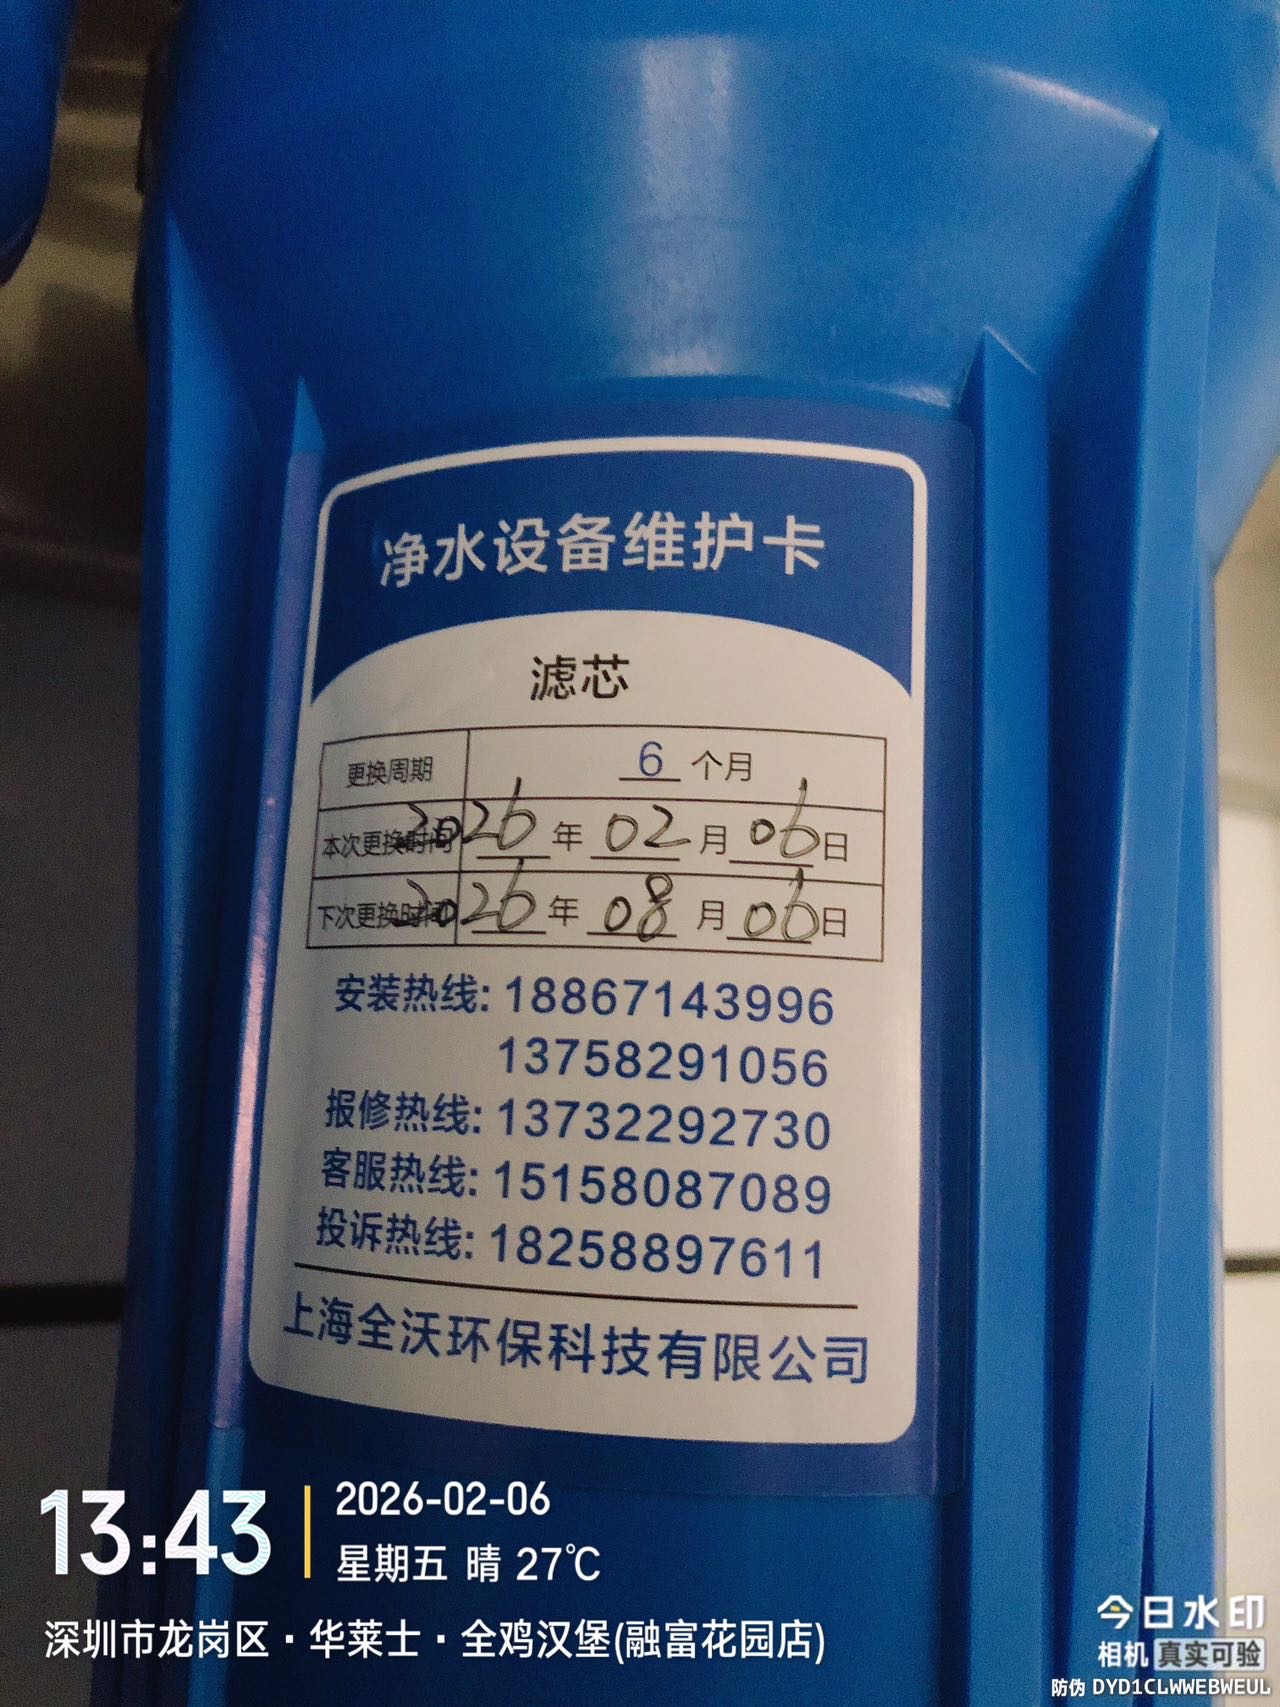 净水设备维护卡
滤芯
更换周期 6 个月
本次更换时间 2026 年 02 月 06 日
下次更换时间 2026 年 08 月 06 日
安装热线: 18867143996
13758291056
报修热线: 13732292730
客服热线: 15158087089
投诉热线: 18258897611
上海全沃环保科技有限公司
13:43
2026-02-06
星期五 晴 27℃
深圳市龙岗区·华莱士·全鸡汉堡(融富花园店)
今日水印
相机 真实可验
防伪 DYD1CLWWEBWEUL